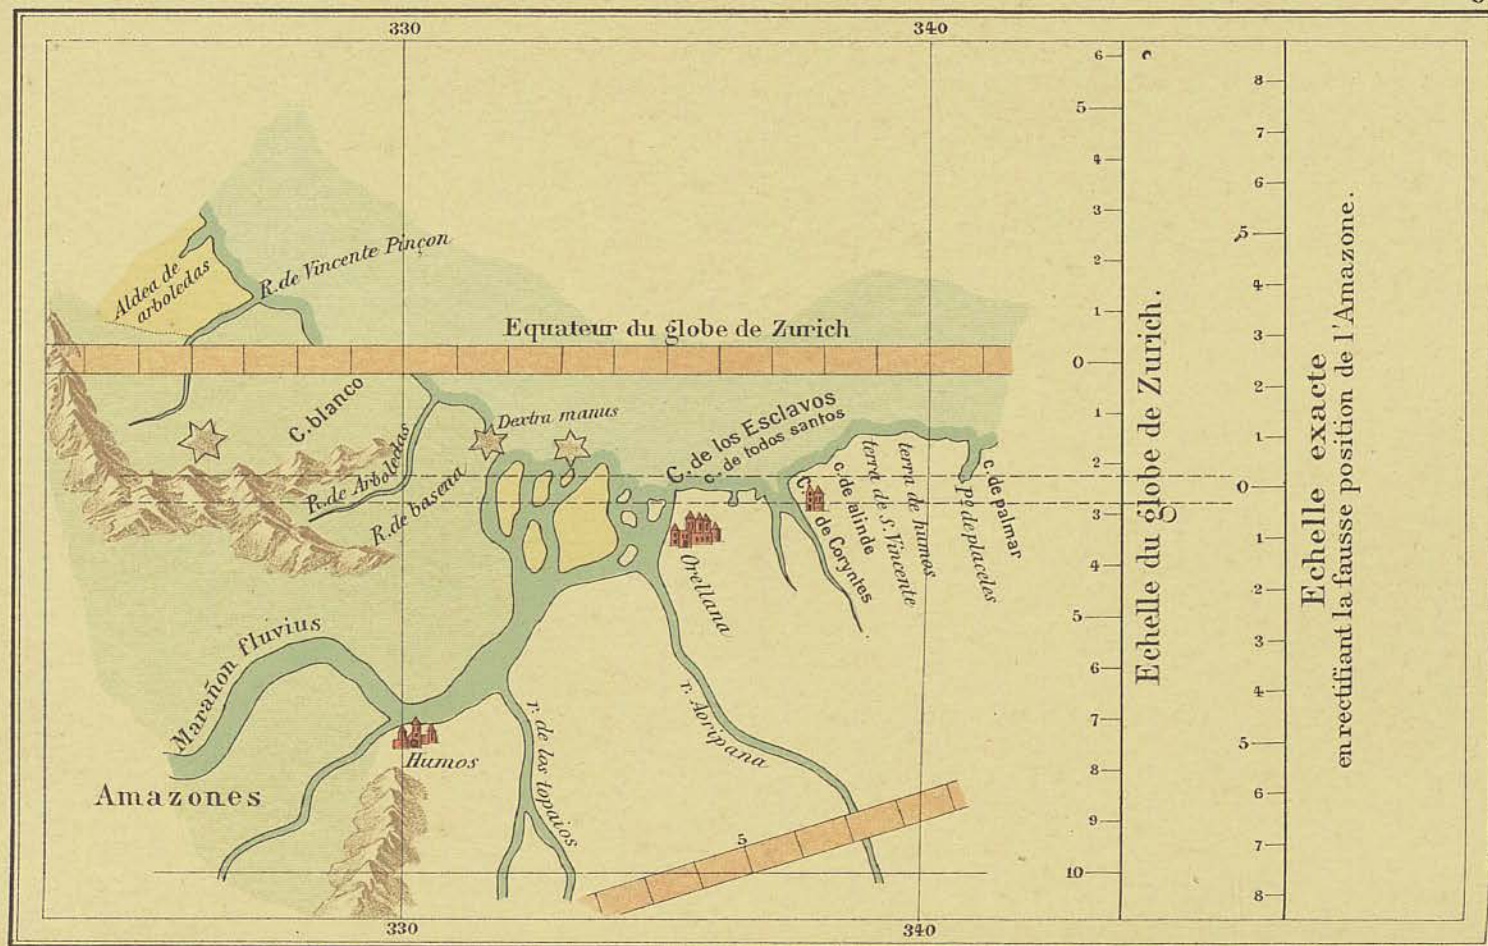 330
340
Aldea de
arboledas
R. de Vincente Pinçon
Equateur du globe de Zurich
C. blanco
Dextra manus
R. de Arboledas
R. de basena
C. de los Esclavos
C. de todos santos
C. de Coryntes
c. de alinde
terra de S. Vincente
terra de humos
Po de placeles
c. de palmar
Orellana
Marañon fluvius
Amazones
Humos
r. de los topaios
r. Aoripana
5
330
340
6
5
4
3
2
1
0
1
2
3
4
5
6
7
8
9
10
Echelle du globe de Zurich.
8
7
6
5
4
3
2
1
0
1
2
3
4
5
6
7
8
Echelle exacte
en rectifiant la fausse position de l'Amazone.